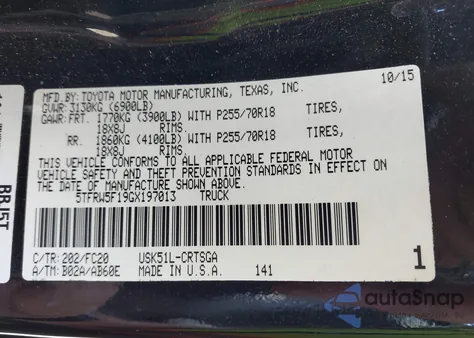 MFD BY: TOYOTA MOTOR MANUFACTURING, TEXAS, INC. 10/15
GVWR: 3130KG (6900LB)
GAWR: FRT. 1770KG (3900LB) WITH P255/70R18 TIRES,
18X8J RIMS.
RR. 1860KG (4100LB) WITH P255/70R18 TIRES,
18X8J RIMS.
THIS VEHICLE CONFORMS TO ALL APPLICABLE FEDERAL MOTOR
VEHICLE SAFETY AND THEFT PREVENTION STANDARDS IN EFFECT
ON THE DATE OF MANUFACTURE SHOWN ABOVE.
5TFRW5F19GX197013 TRUCK
C/TR: 202/FC20 USK51L-CRTSGA
A/TM: B02A/AB60E MADE IN U.S.A. 141
1
BBJ5T
autoSnap